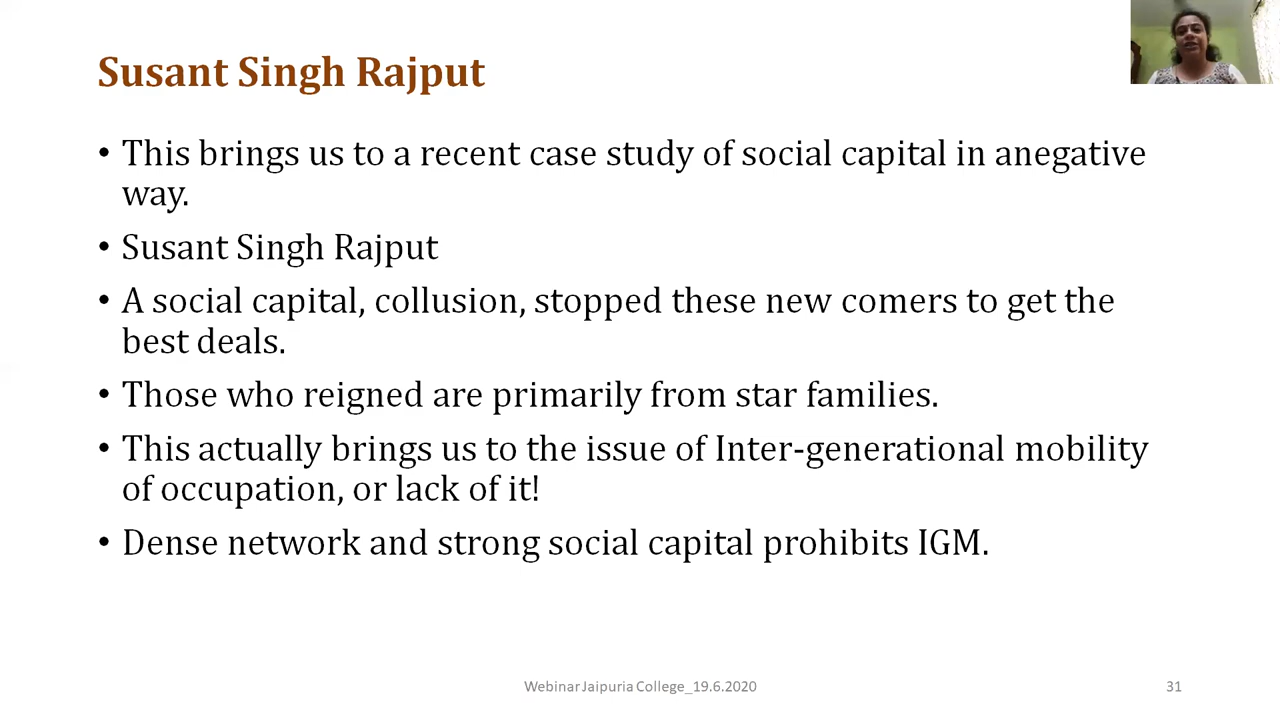 Susant Singh Rajput
• This brings us to a recent case study of social capital in anegative
way.
• Susant Singh Rajput
• A social capital, collusion, stopped these new comers to get the
best deals.
• Those who reigned are primarily from star families.
• This actually brings us to the issue of Inter-generational mobility
of occupation, or lack of it!
• Dense network and strong social capital prohibits IGM.
Webinar Jaipuria College_19.6.2020
31